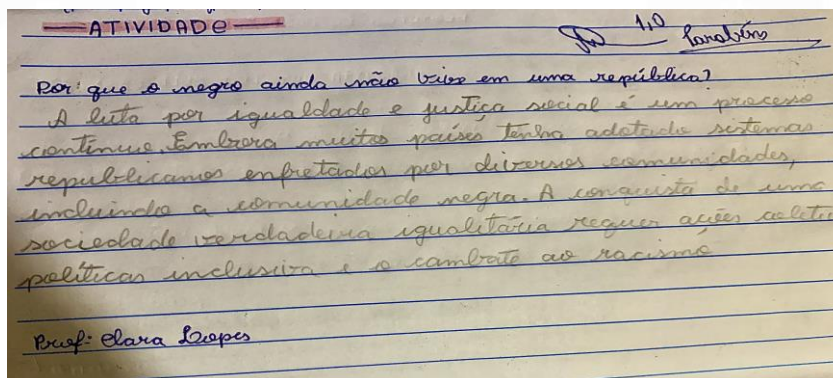 ATIVIDADE
1,0 Parabéns
Por que o negro ainda não vive em uma república?
A luta por igualdade e justiça social é um processo
contínuo. Embora muitos países tenha adotado sistemas
republicanos enfretados por diversos comunidades,
incluindo a comunidade negra. A conquista de uma
sociedade verdadeira igualitária requer ações coletiv
políticas inclusiva e o combate ao racismo
Prof: Clara Lopes